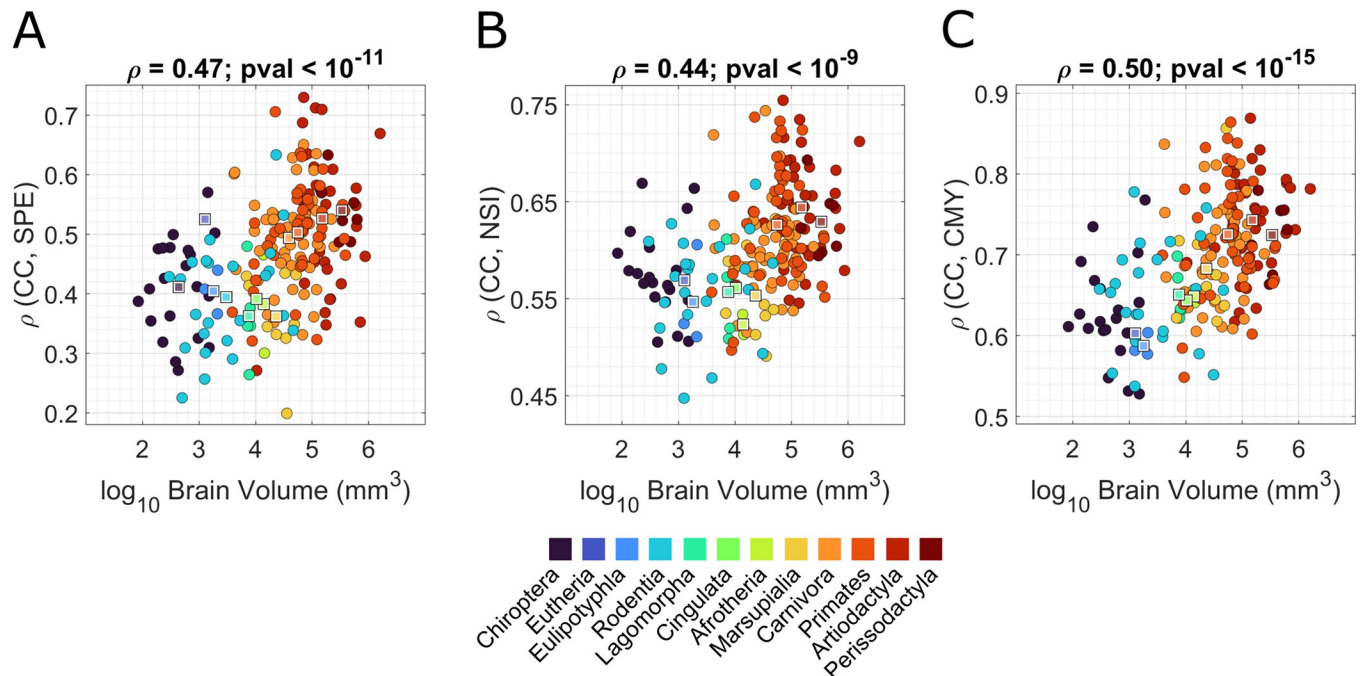 A
B
C
ρ = 0.47; pval < 10^-11
ρ = 0.44; pval < 10^-9
ρ = 0.50; pval < 10^-15
ρ (CC, SPE)
0.7
0.6
0.5
0.4
0.3
0.2
2 3 4 5 6
log10 Brain Volume (mm^3)
ρ (CC, NSI)
0.75
0.65
0.55
0.45
2 3 4 5 6
log10 Brain Volume (mm^3)
ρ (CC, CMY)
0.9
0.8
0.7
0.6
0.5
2 3 4 5 6
log10 Brain Volume (mm^3)
Chiroptera
Eutheria
Eulipotyphla
Rodentia
Lagomorpha
Cingulata
Afrotheria
Marsupialia
Carnivora
Primates
Artiodactyla
Perissodactyla